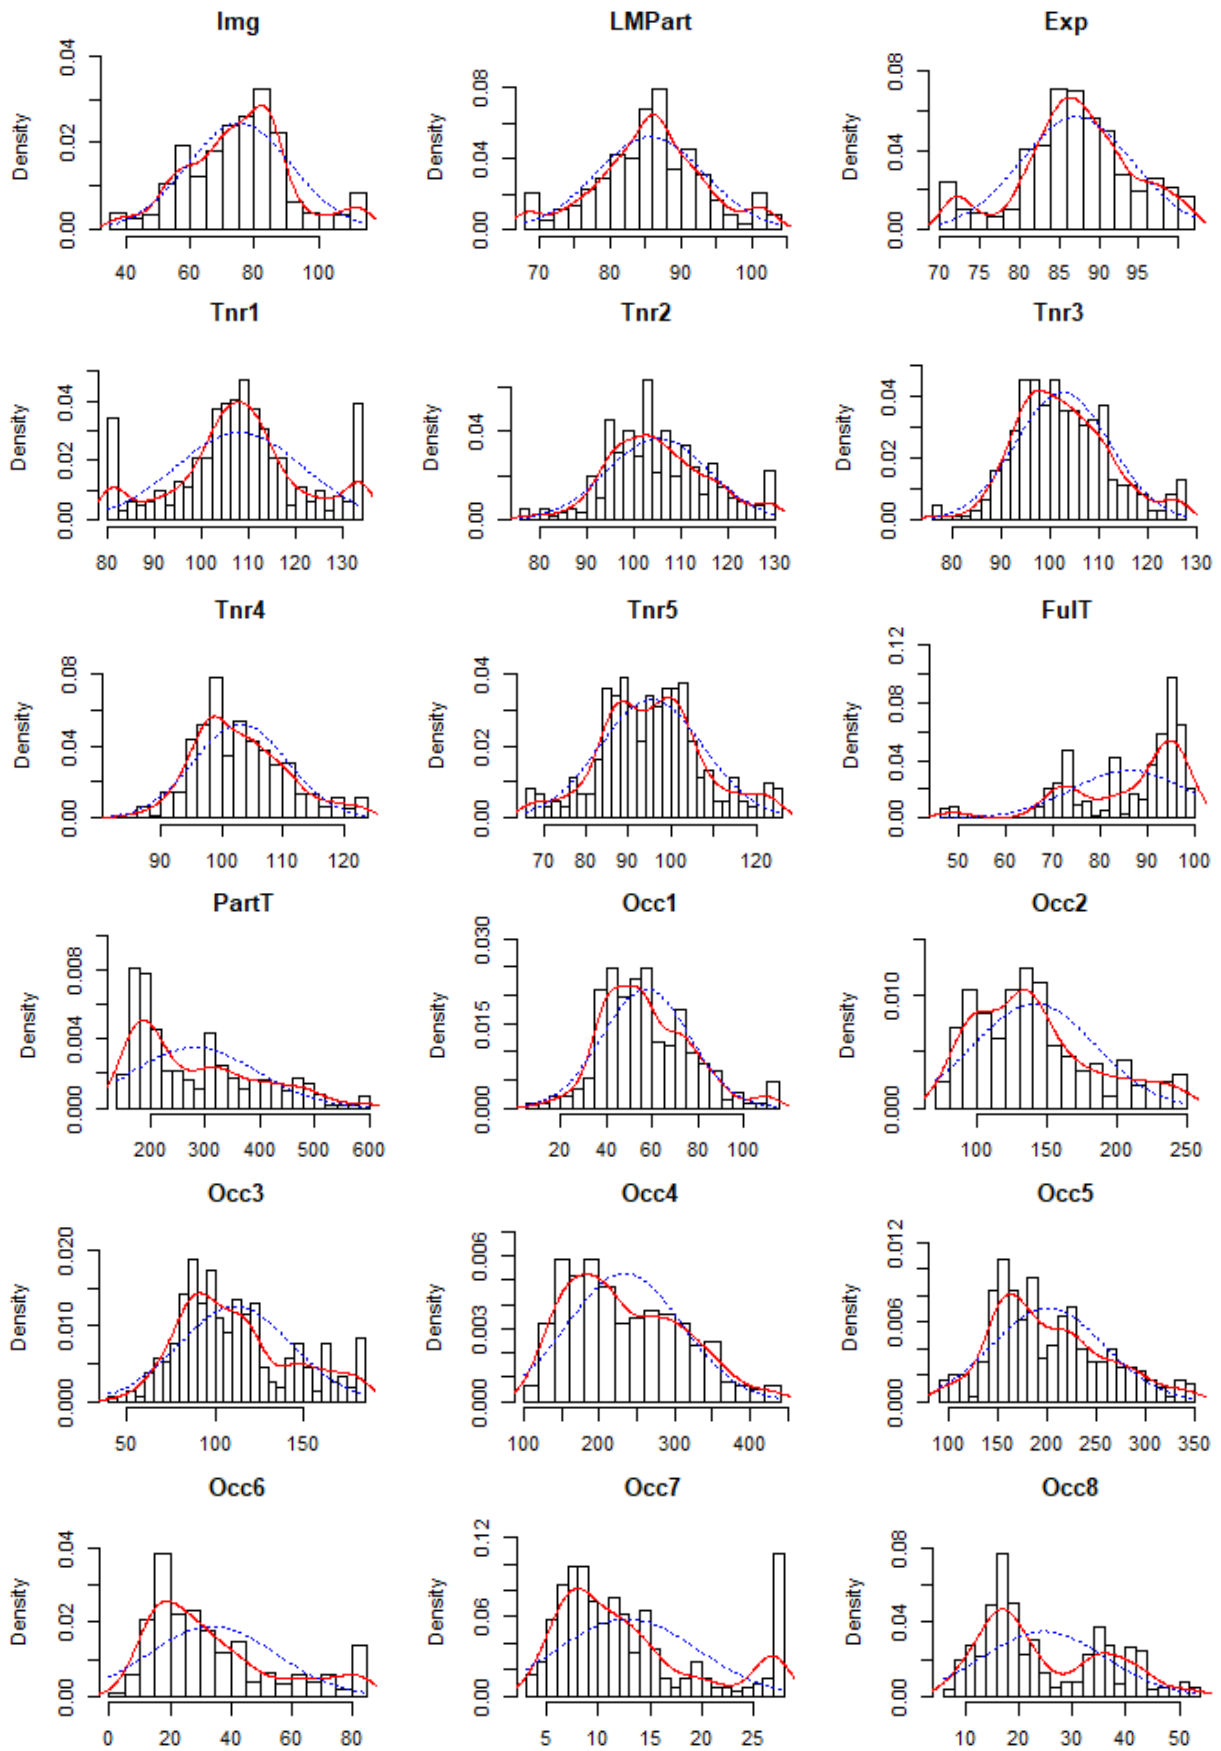 Img
Density
0.00 0.02 0.04
40 60 80 100
LMPart
Density
0.00 0.04 0.08
70 80 90 100
Exp
Density
0.00 0.04 0.08
70 75 80 85 90 95
Tnr1
Density
0.00 0.02 0.04
80 90 100 110 120 130
Tnr2
Density
0.00 0.04
80 90 100 110 120 130
Tnr3
Density
0.00 0.02 0.04
80 90 100 110 120 130
Tnr4
Density
0.00 0.04 0.08
90 100 110 120
Tnr5
Density
0.00 0.02 0.04
70 80 90 100 120
FulT
Density
0.00 0.04 0.08 0.12
50 60 70 80 90 100
PartT
Density
0.000 0.004 0.008
200 300 400 500 600
Occ1
Density
0.000 0.015 0.030
20 40 60 80 100
Occ2
Density
0.000 0.010
100 150 200 250
Occ3
Density
0.000 0.010 0.020
50 100 150
Occ4
Density
0.000 0.003 0.006
100 200 300 400
Occ5
Density
0.000 0.006 0.012
100 150 200 250 300 350
Occ6
Density
0.00 0.02 0.04
0 20 40 60 80
Occ7
Density
0.00 0.06 0.12
5 10 15 20 25
Occ8
Density
0.00 0.04 0.08
10 20 30 40 50